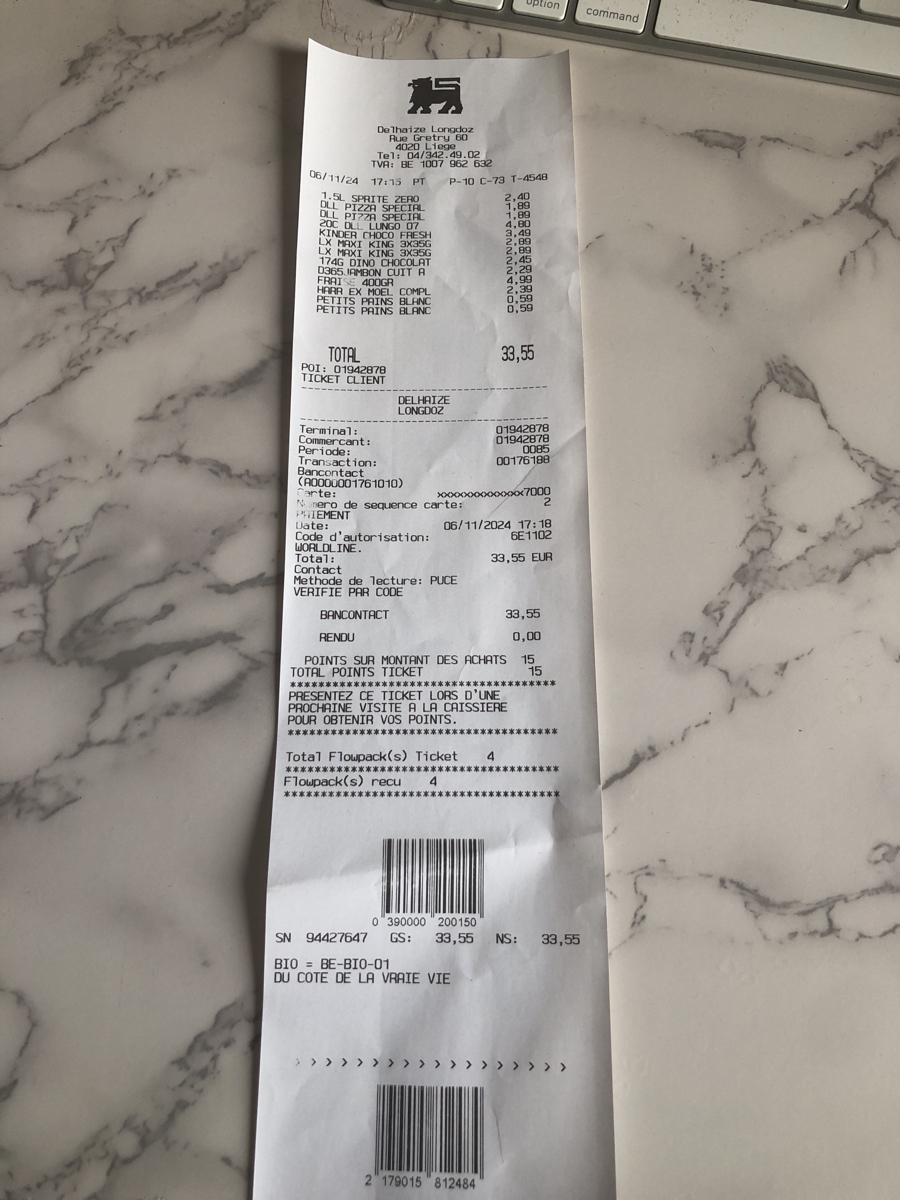 option
command
Delhaize Longdoz
Rue Gretry 60
4020 Liege
Tel: 04/342.49.02
TVA: BE 1007 962 632
06/11/24 17:15 PT P-10 C-73 T-4548
1.5L SPRITE ZERO 2,40
DLL PIZZA SPECIAL 1,89
DLL PIZZA SPECIAL 1,89
20C DLL LUNGO 07 4,80
KINDER CHOCO FRESH 3,49
LX MAXI KING 3X35G 2,89
LX MAXI KING 3X35G 2,89
174G DINO CHOCOLAT 2,45
D365 JAMBON CUIT A 2,29
FRAISE 400GR 4,99
HARR EX MOEL COMPL 2,39
PETITS PAINS BLANC 0,59
PETITS PAINS BLANC 0,59
TOTAL 33,55
POI: 01942878
TICKET CLIENT
DELHAIZE
LONGDOZ
Terminal: 01942878
Commercant: 01942878
Periode: 0085
Transaction: 00176188
Bancontact
(A0000001761010)
Carte: xxxxxxxxxxxxx7000
Numero de sequence carte: 2
PAIEMENT
Date: 06/11/2024 17:18
Code d'autorisation: 6E1102
WORLDLINE.
Total: 33,55 EUR
Contact
Methode de lecture: PUCE
VERIFIE PAR CODE
BANCONTACT 33,55
RENDU 0,00
POINTS SUR MONTANT DES ACHATS 15
TOTAL POINTS TICKET 15
****************************************
PRESENTEZ CE TICKET LORS D'UNE
PROCHAINE VISITE A LA CAISSIERE
POUR OBTENIR VOS POINTS.
****************************************
Total Flowpack(s) Ticket 4
****************************************
Flowpack(s) recu 4
****************************************
0 390000 200150
SN 94427647 GS: 33,55 NS: 33,55
BIO = BE-BIO-01
DU COTE DE LA VRAIE VIE
› › › › › › › › › › › › › › › › › ›
2 179015 812484